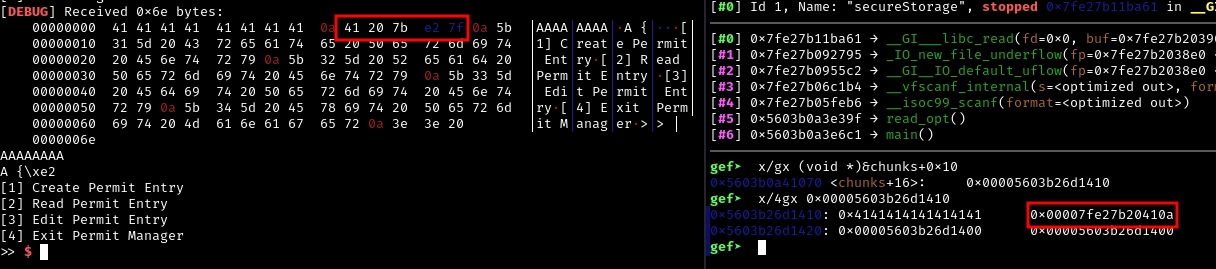 [DEBUG] Received 0x6e bytes:
00000000 41 41 41 41 41 41 41 41 0a 41 20 7b e2 7f 0a 5b │AAAA│AAAA│·A {│···[│
00000010 31 5d 20 43 72 65 61 74 65 20 50 65 72 6d 69 74 │1] C│reat│e Pe│rmit│
00000020 20 45 6e 74 72 79 0a 5b 32 5d 20 52 65 61 64 20 │ Ent│ry·[│2] R│ead │
00000030 50 65 72 6d 69 74 20 45 6e 74 72 79 0a 5b 33 5d │Perm│it E│ntry│·[3]│
00000040 20 45 64 69 74 20 50 65 72 6d 69 74 20 45 6e 74 │ Edi│t Pe│rmit│ Ent│
00000050 72 79 0a 5b 34 5d 20 45 78 69 74 20 50 65 72 6d │ry·[│4] E│xit │Perm│
00000060 69 74 20 4d 61 6e 61 67 65 72 0a 3e 3e 20 │it M│anag│er·>│> │
0000006e
AAAAAAAA
A {\xe2
[1] Create Permit Entry
[2] Read Permit Entry
[3] Edit Permit Entry
[4] Exit Permit Manager
>> $
[#0] Id 1, Name: "secureStorage", stopped 0x7fe27b11ba61 in __GI
[#0] 0x7fe27b11ba61 → __GI___libc_read(fd=0x0, buf=0x7fe27b2039
[#1] 0x7fe27b092795 → _IO_new_file_underflow(fp=0x7fe27b2038e0
[#2] 0x7fe27b0955c2 → __GI__IO_default_uflow(fp=0x7fe27b2038e0
[#3] 0x7fe27b06c1b4 → __vfscanf_internal(s=<optimized out>, for
[#4] 0x7fe27b05feb6 → __isoc99_scanf(format=<optimized out>)
[#5] 0x5603b0a3e39f → read_opt()
[#6] 0x5603b0a3e6c1 → main()
gef➤ x/gx (void *)&chunks+0x10
0x5603b0a41070 <chunks+16>: 0x00005603b26d1410
gef➤ x/4gx 0x00005603b26d1410
0x5603b26d1410: 0x4141414141414141 0x00007fe27b20410a
0x5603b26d1420: 0x00005603b26d1400 0x00005603b26d1400
gef➤